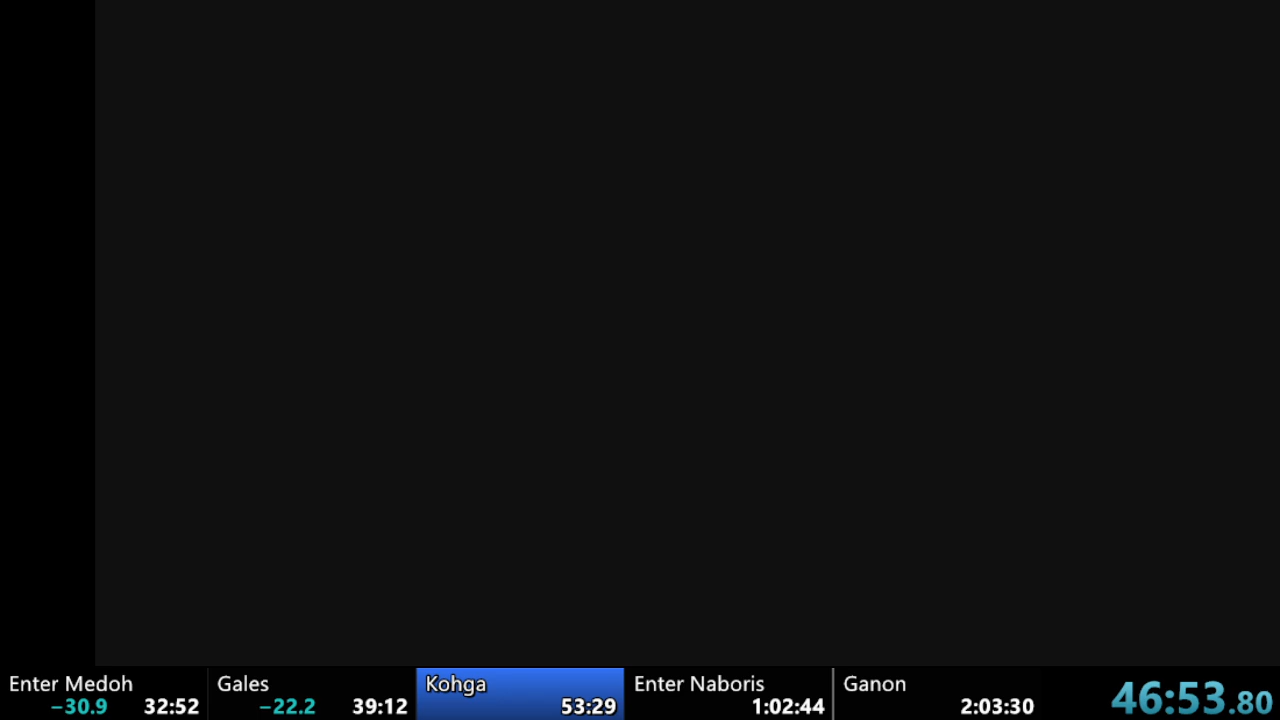 Enter Medoh
−30.9 32:52
Gales
−22.2 39:12
Kohga
53:29
Enter Naboris
1:02:44
Ganon
2:03:30
46:53.80